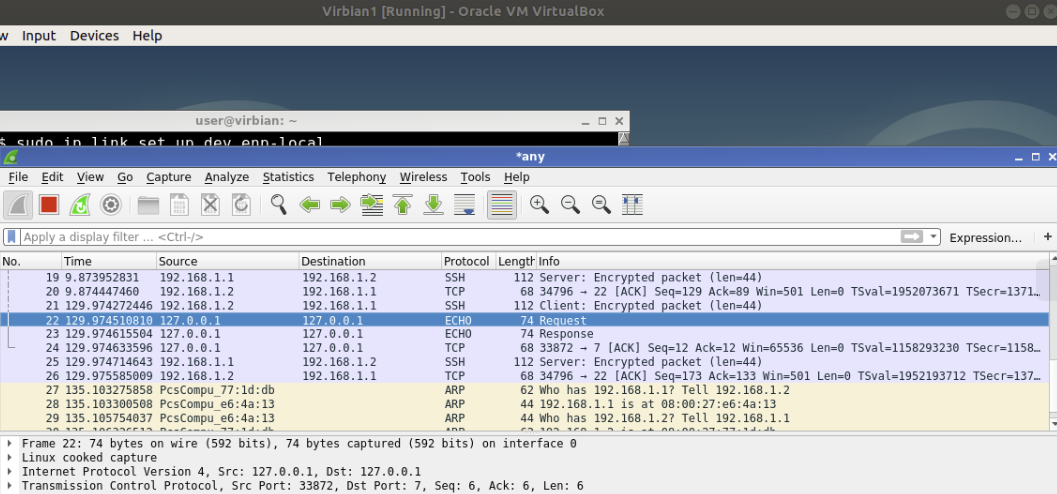 Virbian1 [Running] - Oracle VM VirtualBox
w Input Devices Help
user@virbian: ~
$ sudo ip link set up dev enp-local
*any
File Edit View Go Capture Analyze Statistics Telephony Wireless Tools Help
Apply a display filter ... <Ctrl-/> Expression... +
No. Time Source Destination Protocol Length Info
19 9.873952831 192.168.1.1 192.168.1.2 SSH 112 Server: Encrypted packet (len=44)
20 9.874447460 192.168.1.2 192.168.1.1 TCP 68 34796 → 22 [ACK] Seq=129 Ack=89 Win=501 Len=0 TSval=1952073671 TSecr=1371…
21 129.974272446 192.168.1.2 192.168.1.1 SSH 112 Client: Encrypted packet (len=44)
22 129.974510810 127.0.0.1 127.0.0.1 ECHO 74 Request
23 129.974615504 127.0.0.1 127.0.0.1 ECHO 74 Response
24 129.974633596 127.0.0.1 127.0.0.1 TCP 68 33872 → 7 [ACK] Seq=12 Ack=12 Win=65536 Len=0 TSval=1158293230 TSecr=1158…
25 129.974714643 192.168.1.1 192.168.1.2 SSH 112 Server: Encrypted packet (len=44)
26 129.975585009 192.168.1.2 192.168.1.1 TCP 68 34796 → 22 [ACK] Seq=173 Ack=133 Win=501 Len=0 TSval=1952193712 TSecr=137…
27 135.103275858 PcsCompu_77:1d:db ARP 62 Who has 192.168.1.1? Tell 192.168.1.2
28 135.103300508 PcsCompu_e6:4a:13 ARP 44 192.168.1.1 is at 08:00:27:e6:4a:13
29 135.105754037 PcsCompu_e6:4a:13 ARP 44 Who has 192.168.1.2? Tell 192.168.1.1
Frame 22: 74 bytes on wire (592 bits), 74 bytes captured (592 bits) on interface 0
Linux cooked capture
Internet Protocol Version 4, Src: 127.0.0.1, Dst: 127.0.0.1
Transmission Control Protocol, Src Port: 33872, Dst Port: 7, Seq: 6, Ack: 6, Len: 6